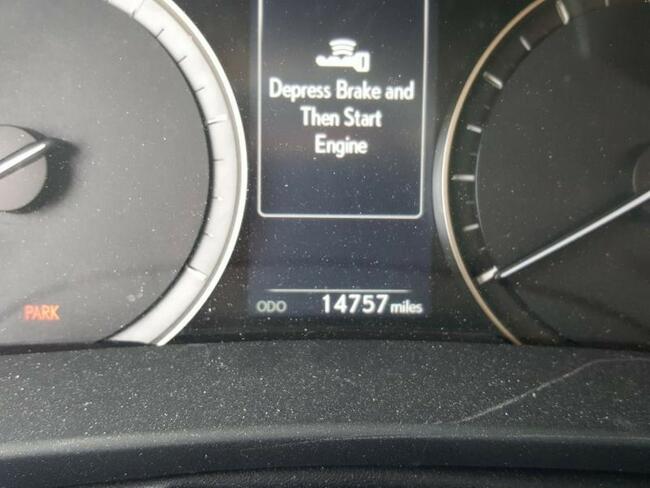 Depress Brake and
Then Start
Engine
PARK
ODO 14757 miles